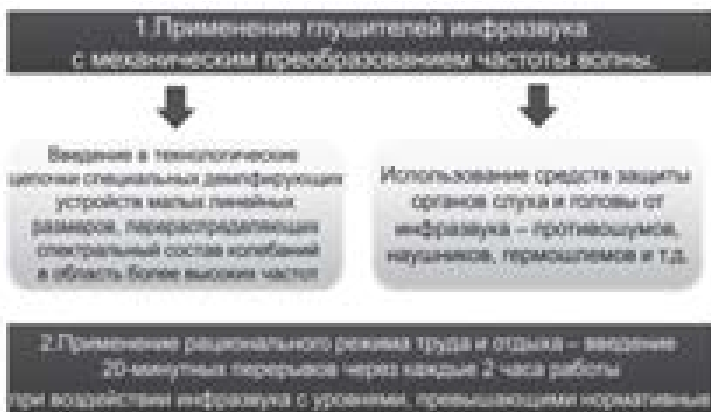 1.Применение глушителей инфразвука
с механическим преобразованием частоты волны.
Введение в технологические
цепочки специальных демпфирующих
устройств малых линейных
размеров, перераспределяющих
спектральный состав колебаний
в область более высоких частот
Использование средств защиты
органов слуха и головы от
инфразвука – противошумов,
наушников, гермошлемов и т.д.
2.Применение рационального режима труда и отдыха – введение
20-минутных перерывов через каждые 2 часа работы
при воздействии инфразвука с уровнями, превышающими нормативные